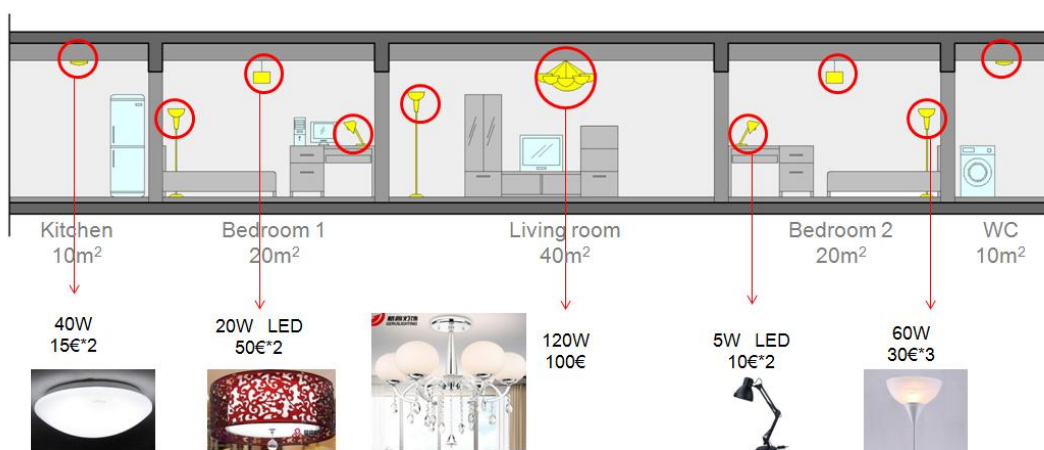 Kitchen
10m²
Bedroom 1
20m²
Living room
40m²
Bedroom 2
20m²
WC
10m²
40W
15€*2
20W LED
50€*2
120W
100€
5W LED
10€*2
60W
30€*3